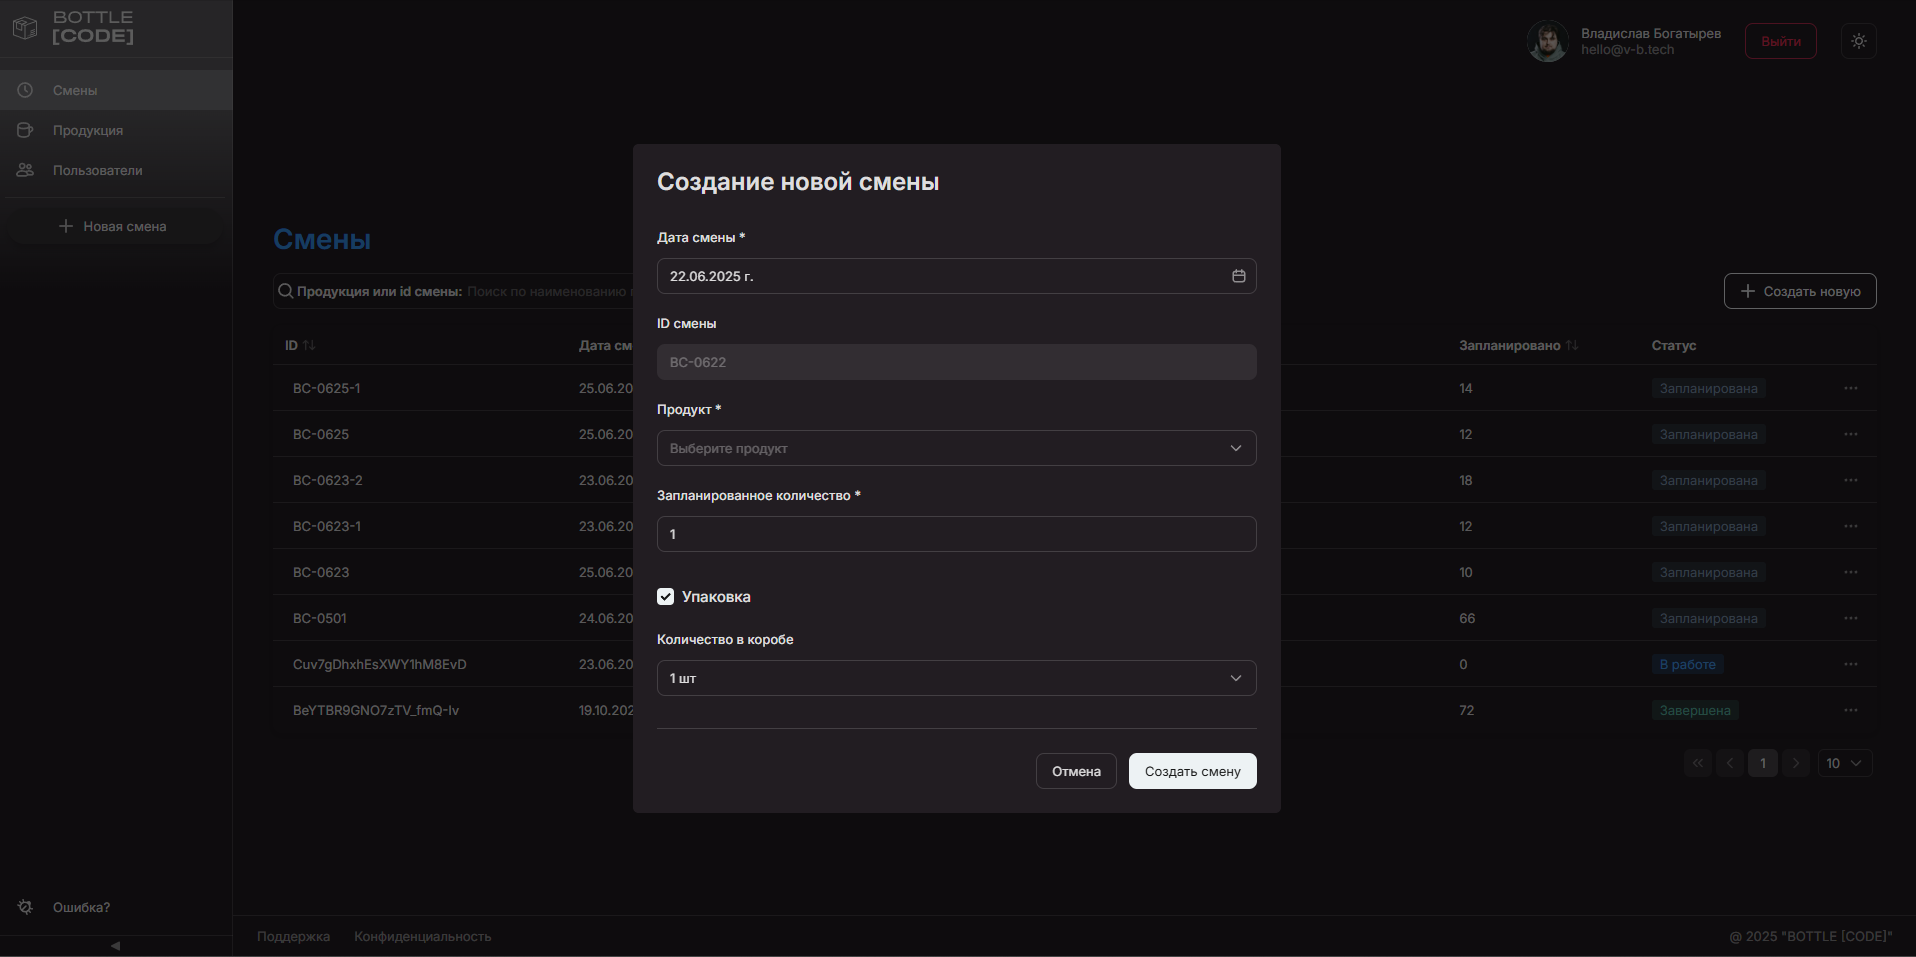 BOTTLE
[CODE]
Смены
Продукция
Пользователи
Новая смена
Ошибка?
Владислав Богатырев
hello@v-b.tech
Выйти
Смены
Продукция или id смены: Поиск по наименованию
Создать новую
ID Дата см Запланировано Статус
BC-0625-1 25.06.20 14 Запланирована
BC-0625 25.06.20 12 Запланирована
BC-0623-2 23.06.20 18 Запланирована
BC-0623-1 23.06.20 12 Запланирована
BC-0623 25.06.20 10 Запланирована
BC-0501 24.06.20 66 Запланирована
Cuv7gDhxhEsXWY1hM8EvD 23.06.20 0 В работе
BeYTBR9GNO7zTV_fmQ-Iv 19.10.202 72 Завершена
1 10
Создание новой смены
Дата смены *
22.06.2025 г.
ID смены
BC-0622
Продукт *
Выберите продукт
Запланированное количество *
1
Упаковка
Количество в коробе
1 шт
Отмена Создать смену
Поддержка Конфиденциальность @ 2025 "BOTTLE [CODE]"